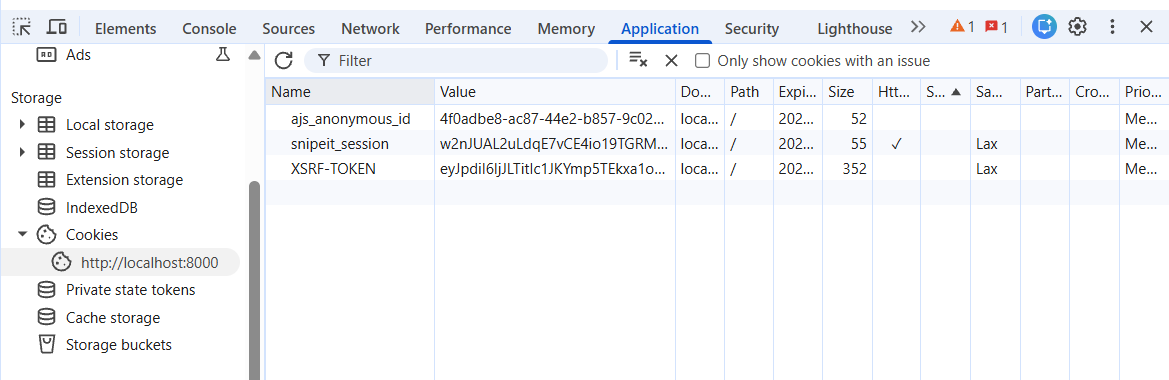 Elements Console Sources Network Performance Memory Application Security Lighthouse 1 1
Ads
Filter Only show cookies with an issue
Storage
Local storage
Session storage
Extension storage
IndexedDB
Cookies
http://localhost:8000
Private state tokens
Cache storage
Storage buckets
Name Value Do... Path Expi... Size Htt... S... Sa... Part... Cro... Prio...
ajs_anonymous_id 4f0adbe8-ac87-44e2-b857-9c02... loca... / 202... 52 Me...
snipeit_session w2nJUAL2uLdqE7vCE4io19TGRM... loca... / 202... 55 ✓ Lax Me...
XSRF-TOKEN eyJpdiI6IjJLTitIc1JKYmp5TEkxa1o... loca... / 202... 352 Lax Me...